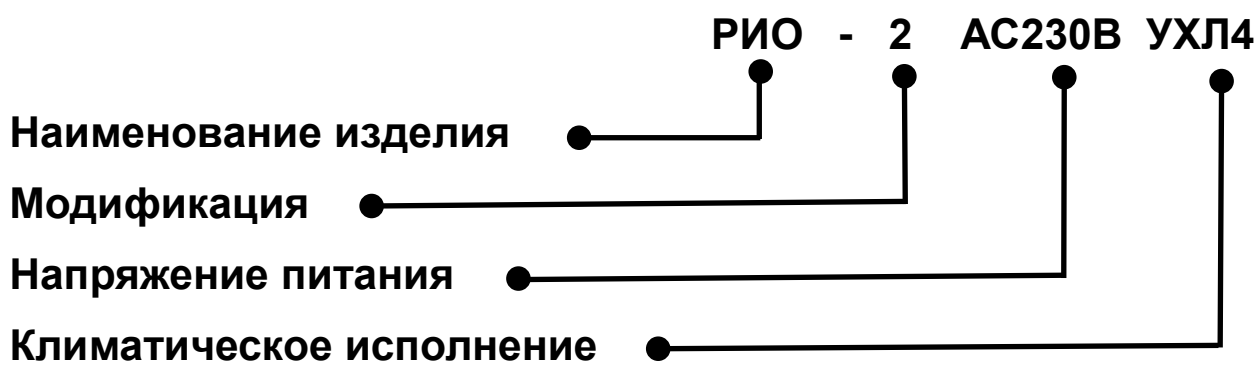 РИО - 2 АС230В УХЛ4
Наименование изделия
Модификация
Напряжение питания
Климатическое исполнение